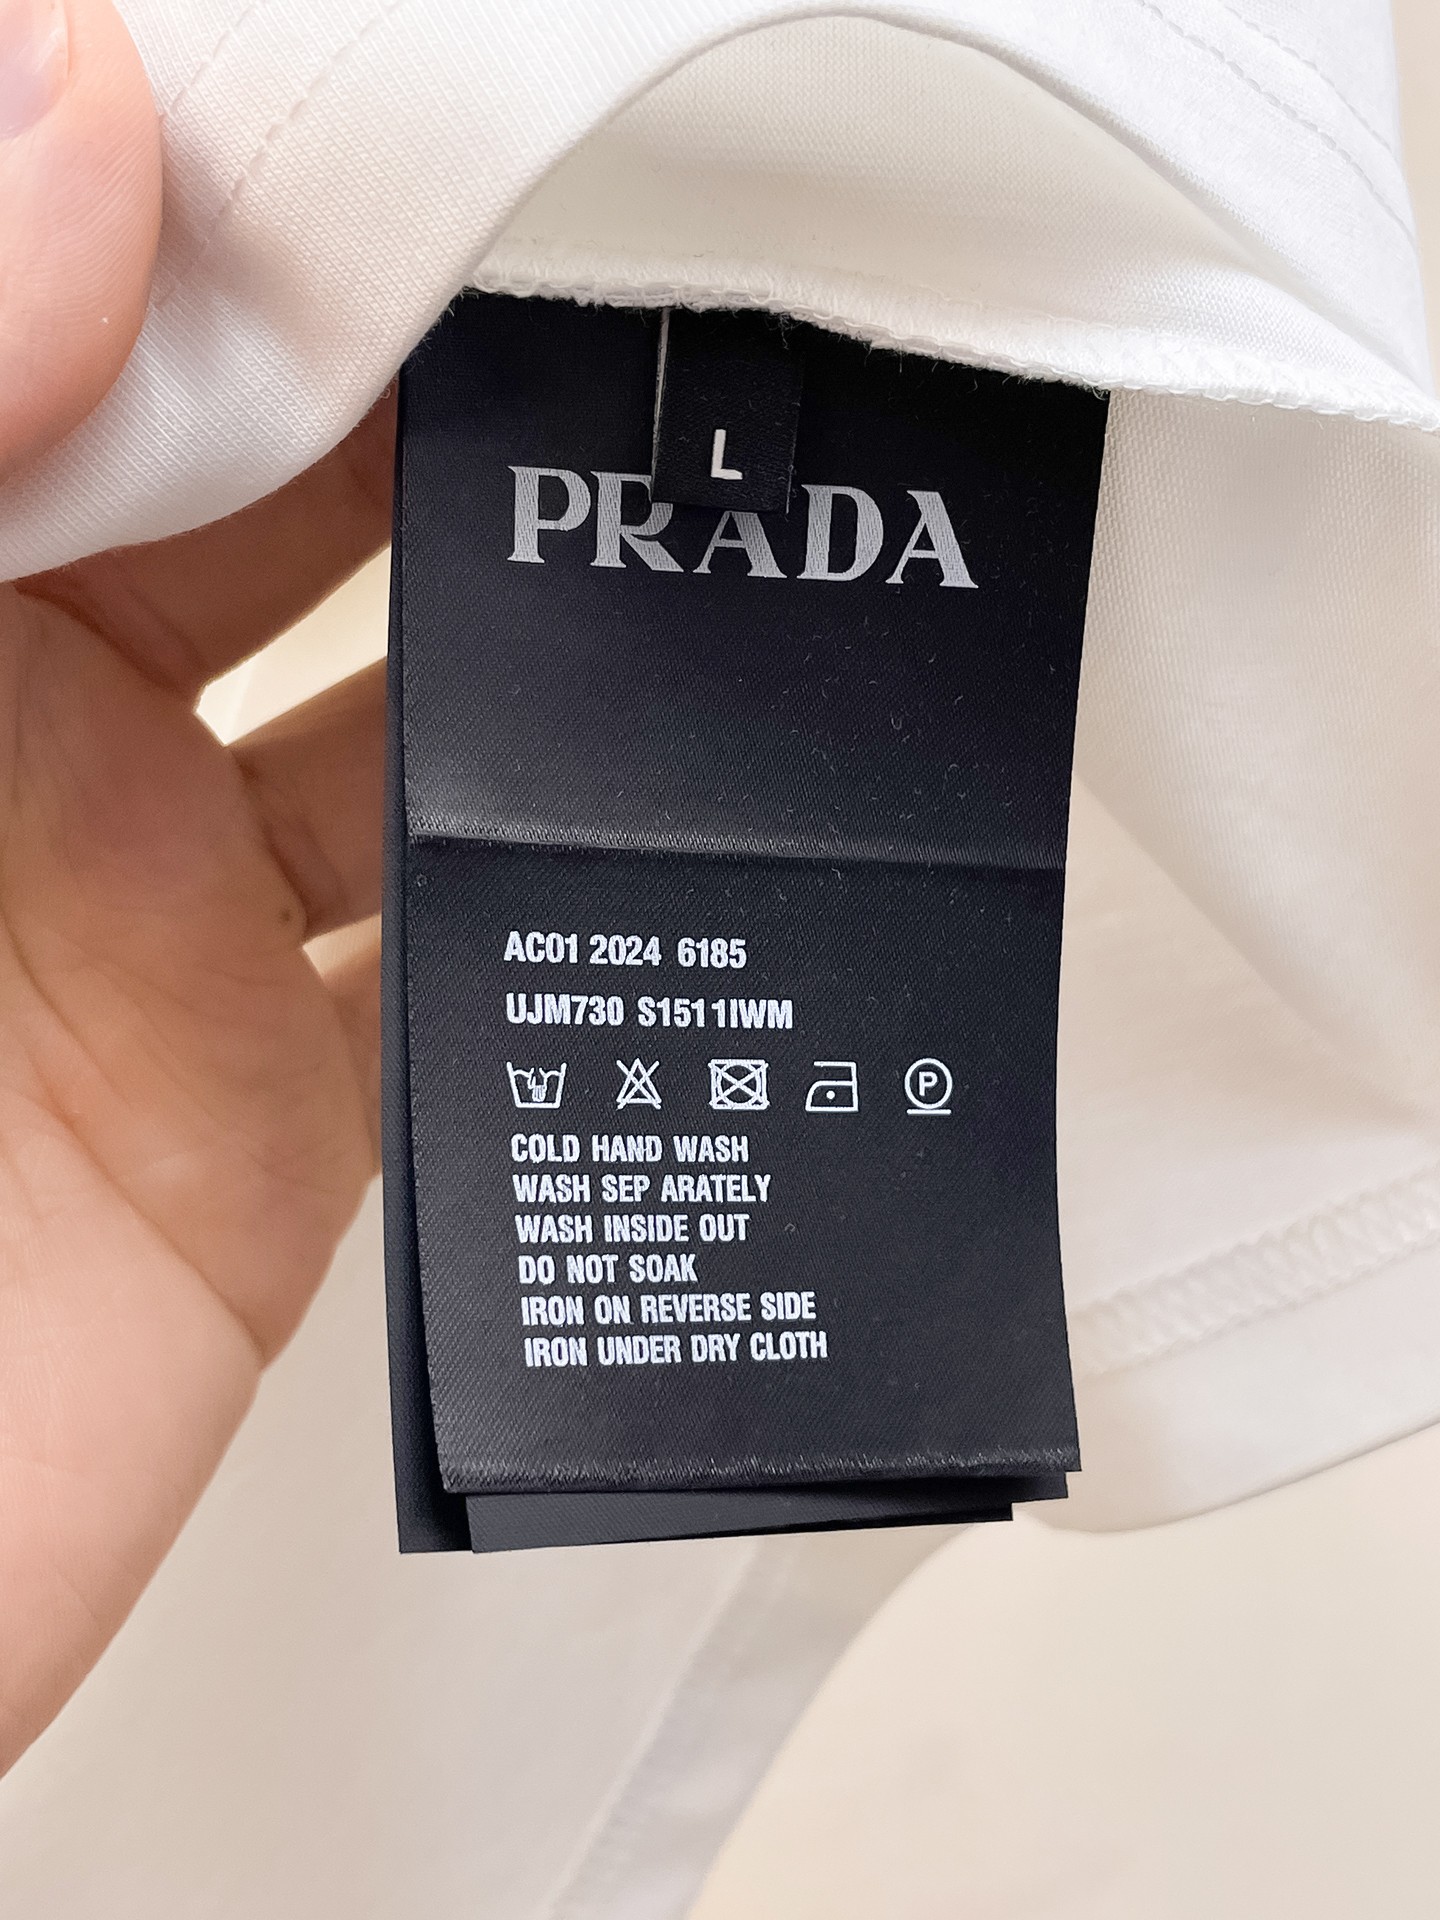 L
PRADA
AC01 2024 6185
UJM730 S1511IWM
P
COLD HAND WASH
WASH SEP ARATELY
WASH INSIDE OUT
DO NOT SOAK
IRON ON REVERSE SIDE
IRON UNDER DRY CLOTH